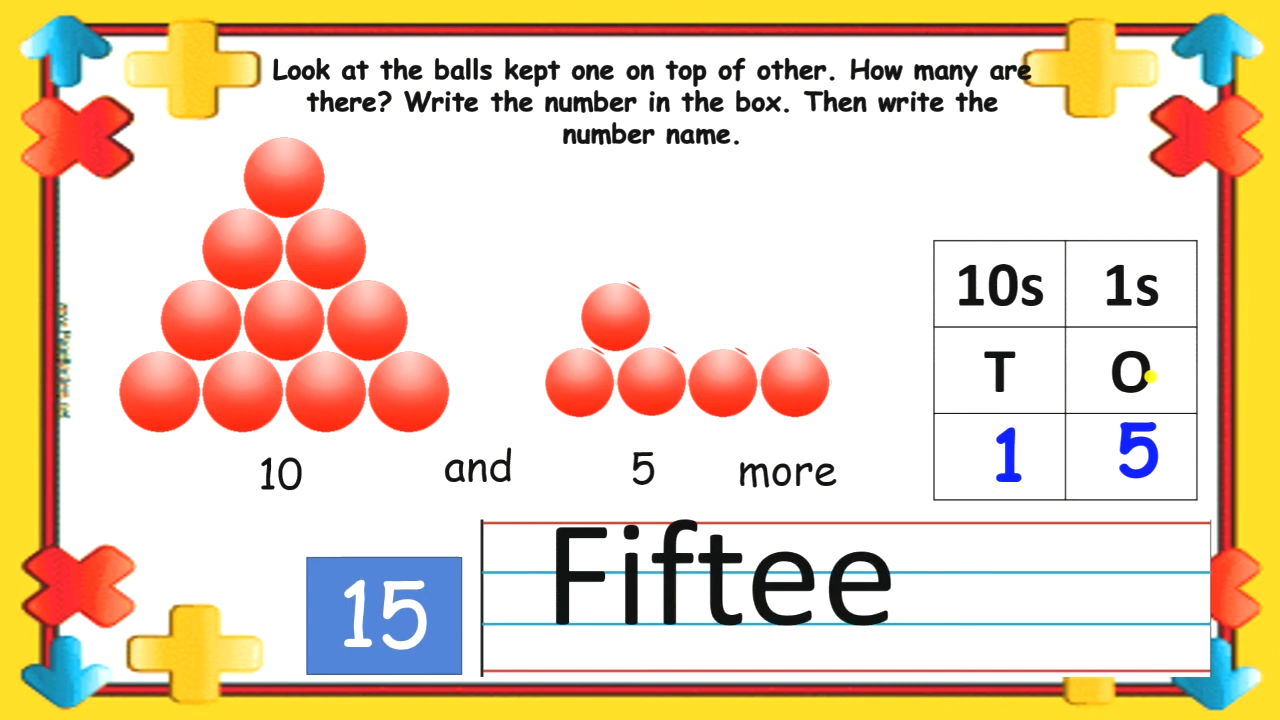 Look at the balls kept one on top of other. How many are
there? Write the number in the box. Then write the
number name.
10s 1s
T O
1 5
10 and 5 more
15 Fiftee